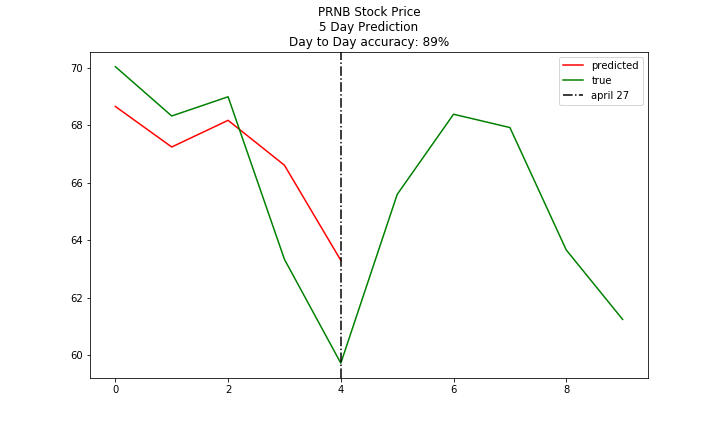 PRNB Stock Price
5 Day Prediction
Day to Day accuracy: 89%
predicted
true
april 27
70
68
66
64
62
60
0 2 4 6 8